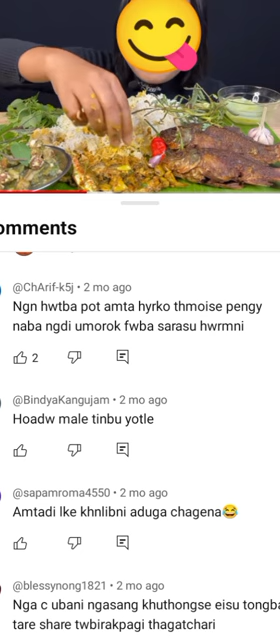 omments
@ChArif-k5j • 2 mo ago
Ngn hwtba pot amta hyrko thmoise pengy
naba ngdi umorok fwba sarasu hwrmni
2
@BindyaKangujam • 2 mo ago
Hoadw male tinbu yotle
@sapamroma4550 • 2 mo ago
Amtadi lke khnlibni aduga chagena😂
@blessynong1821 • 2 mo ago
Nga c ubani ngasang khuthongse eisu tongba
tare share twbirakpagi thagatchari